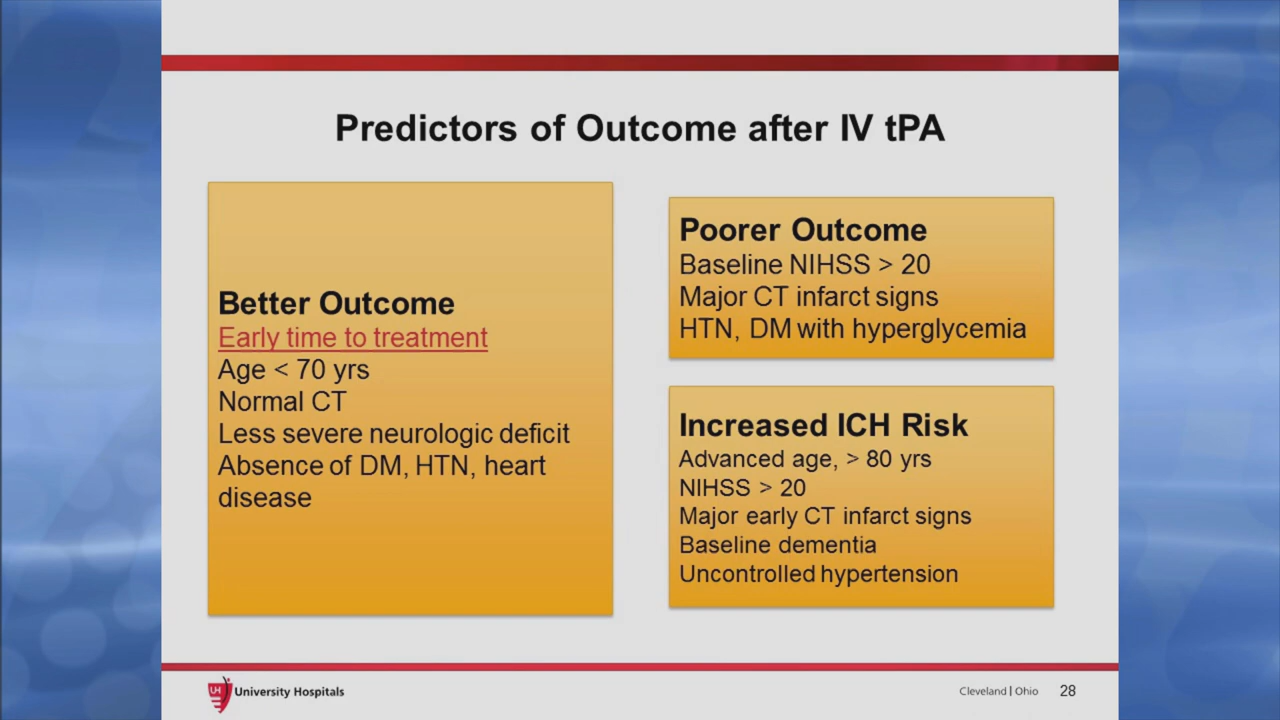 Predictors of Outcome after IV tPA
Better Outcome
Early time to treatment
Age < 70 yrs
Normal CT
Less severe neurologic deficit
Absence of DM, HTN, heart
disease
Poorer Outcome
Baseline NIHSS > 20
Major CT infarct signs
HTN, DM with hyperglycemia
Increased ICH Risk
Advanced age, > 80 yrs
NIHSS > 20
Major early CT infarct signs
Baseline dementia
Uncontrolled hypertension
UH University Hospitals
Cleveland | Ohio 28